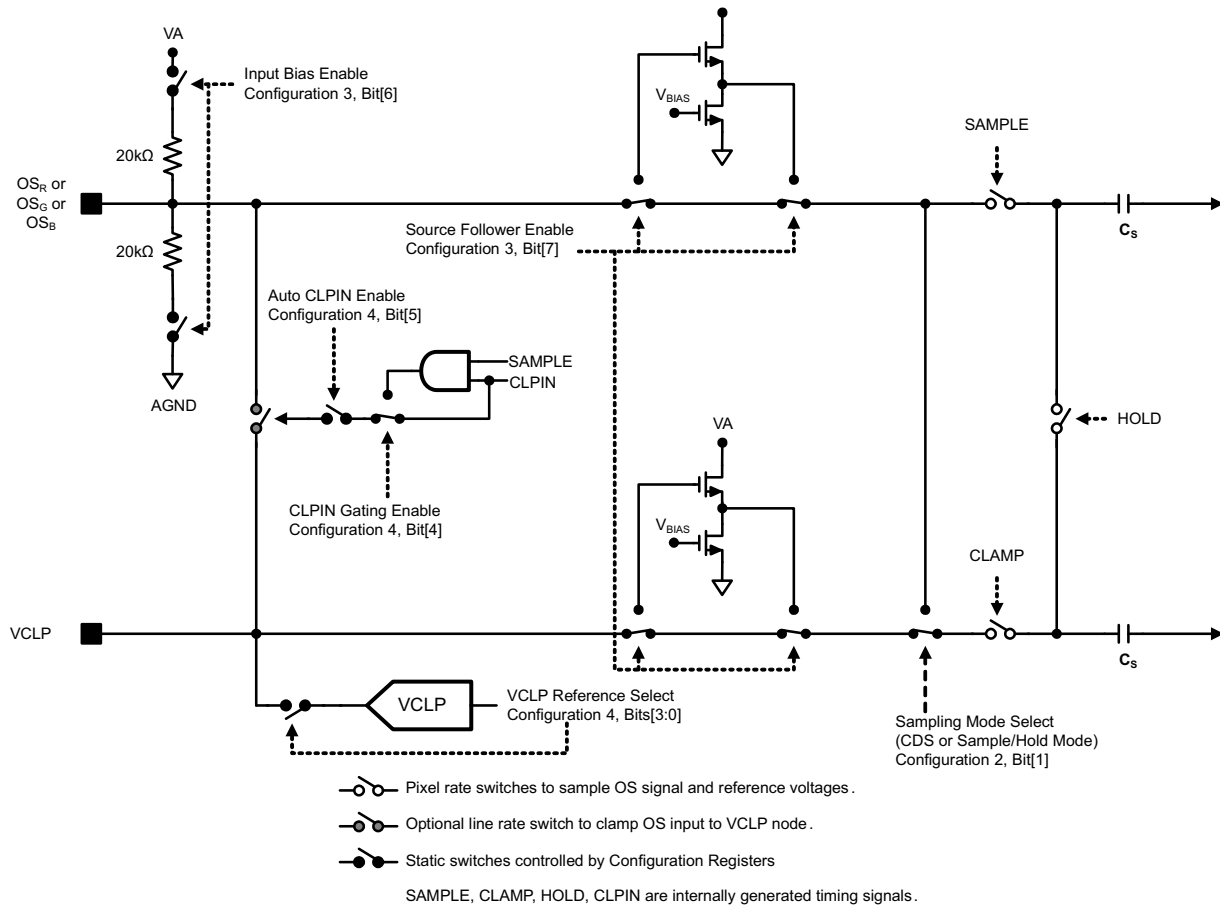 VA
Input Bias Enable
Configuration 3, Bit[6]
20kΩ
OSR or
OSG or
OSB
20kΩ
AGND
VBIAS
SAMPLE
CS
Source Follower Enable
Configuration 3, Bit[7]
Auto CLPIN Enable
Configuration 4, Bit[5]
SAMPLE
CLPIN
CLPIN Gating Enable
Configuration 4, Bit[4]
HOLD
VA
VBIAS
CLAMP
VCLP
CS
VCLP
VCLP Reference Select
Configuration 4, Bits[3:0]
Sampling Mode Select
(CDS or Sample/Hold Mode)
Configuration 2, Bit[1]
Pixel rate switches to sample OS signal and reference voltages.
Optional line rate switch to clamp OS input to VCLP node.
Static switches controlled by Configuration Registers
SAMPLE, CLAMP, HOLD, CLPIN are internally generated timing signals.